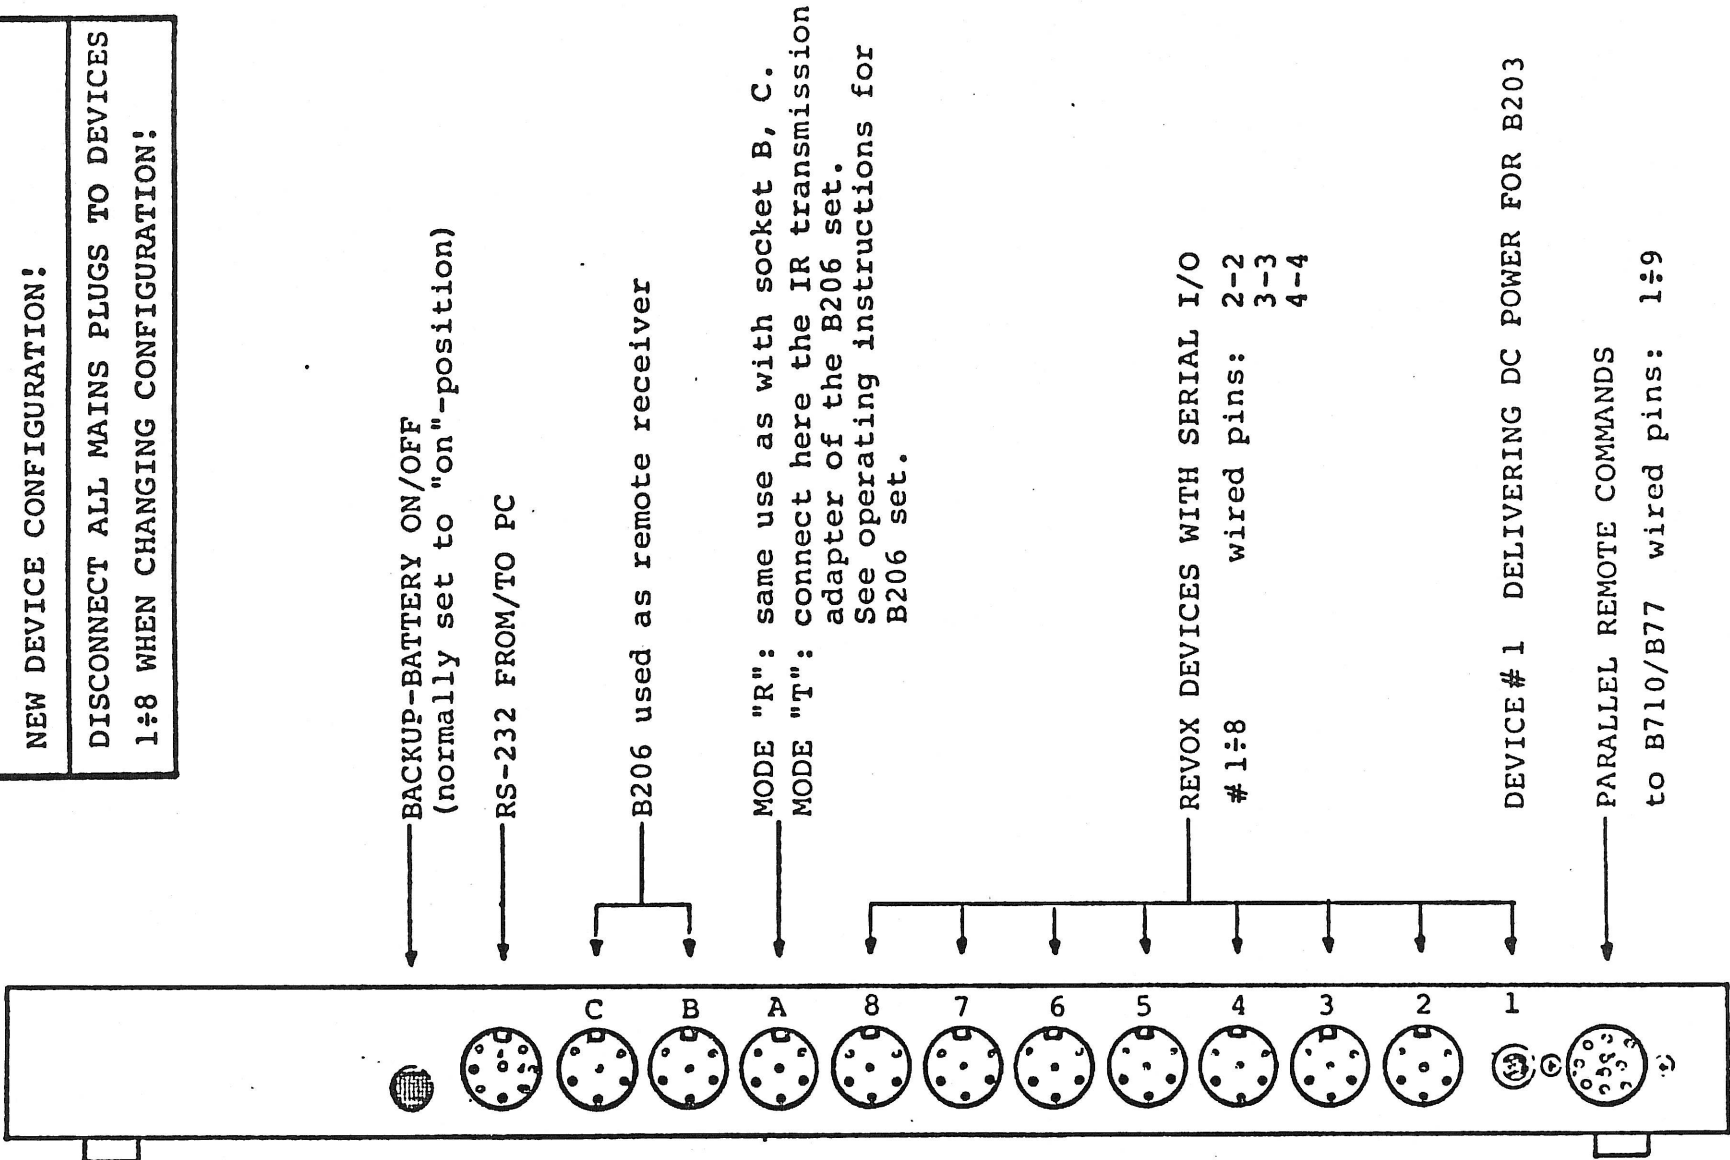 NEW DEVICE CONFIGURATION!
DISCONNECT ALL MAINS PLUGS TO DEVICES
1÷8 WHEN CHANGING CONFIGURATION!
BACKUP-BATTERY ON/OFF
(normally set to "on"-position)
RS-232 FROM/TO PC
B206 used as remote receiver
MODE "R": same use as with socket B, C.
MODE "T": connect here the IR transmission
adapter of the B206 set.
See operating instructions for
B206 set.
REVOX DEVICES WITH SERIAL I/O
#1÷8 wired pins: 2-2
3-3
4-4
DEVICE#1 DELIVERING DC POWER FOR B203
PARALLEL REMOTE COMMANDS
to B710/B77 wired pins: 1÷9
C B A 8 7 6 5 4 3 2 1